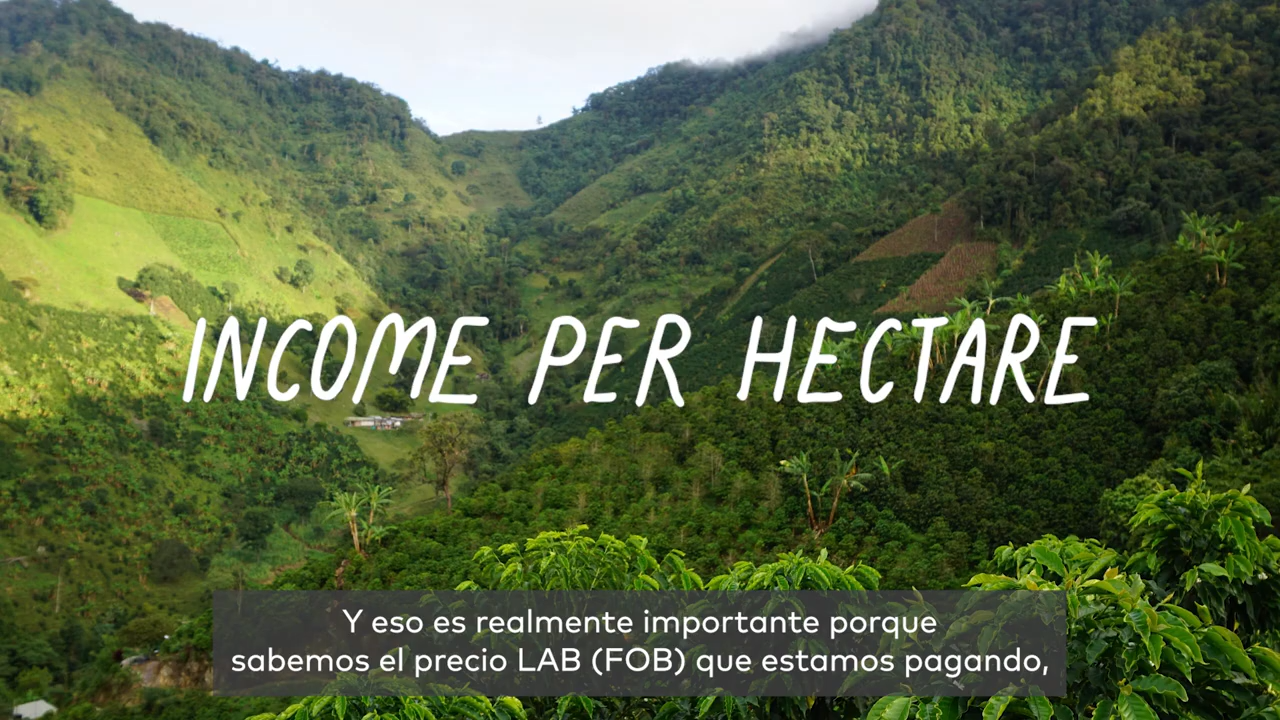 INCOME PER HECTARE
Y eso es realmente importante porque
sabemos el precio LAB (FOB) que estamos pagando,